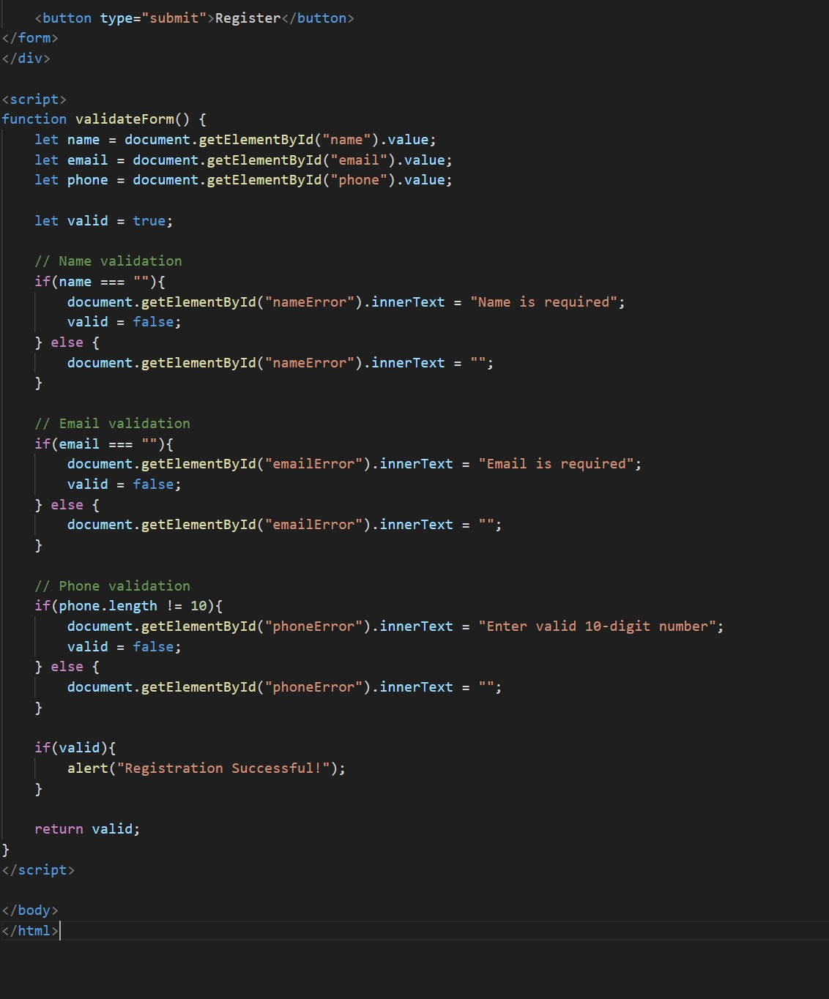 <button type="submit">Register</button>
</form>
</div>

<script>
function validateForm() {
    let name = document.getElementById("name").value;
    let email = document.getElementById("email").value;
    let phone = document.getElementById("phone").value;

    let valid = true;

    // Name validation
    if(name === ""){
        document.getElementById("nameError").innerText = "Name is required";
        valid = false;
    } else {
        document.getElementById("nameError").innerText = "";
    }

    // Email validation
    if(email === ""){
        document.getElementById("emailError").innerText = "Email is required";
        valid = false;
    } else {
        document.getElementById("emailError").innerText = "";
    }

    // Phone validation
    if(phone.length != 10){
        document.getElementById("phoneError").innerText = "Enter valid 10-digit number";
        valid = false;
    } else {
        document.getElementById("phoneError").innerText = "";
    }

    if(valid){
        alert("Registration Successful!");
    }

    return valid;
}
</script>

</body>
</html>